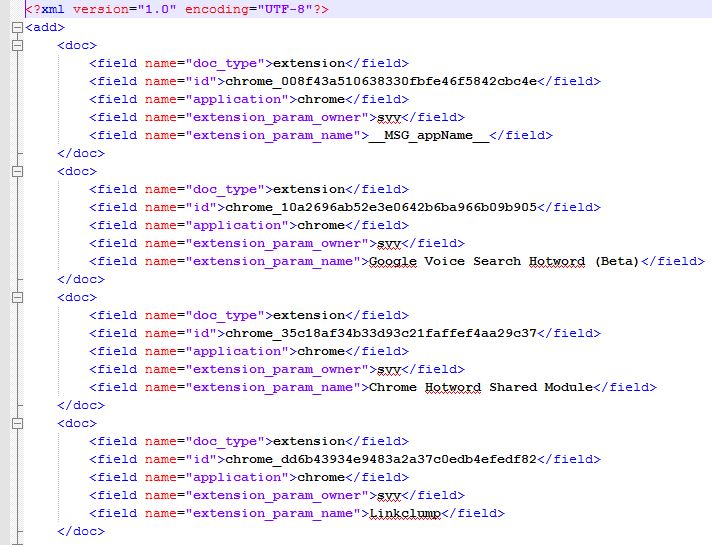 <?xml version="1.0" encoding="UTF-8"?>
<add>
<doc>
<field name="doc_type">extension</field>
<field name="id">chrome_008f43a510638330fbfe46f5842cbc4e</field>
<field name="application">chrome</field>
<field name="extension_param_owner">svv</field>
<field name="extension_param_name">__MSG_appName__</field>
</doc>
<doc>
<field name="doc_type">extension</field>
<field name="id">chrome_10a2696ab52e3e0642b6ba966b09b905</field>
<field name="application">chrome</field>
<field name="extension_param_owner">svv</field>
<field name="extension_param_name">Google Voice Search Hotword (Beta)</field>
</doc>
<doc>
<field name="doc_type">extension</field>
<field name="id">chrome_35c18af34b33d93c21faffef4aa29c37</field>
<field name="application">chrome</field>
<field name="extension_param_owner">svv</field>
<field name="extension_param_name">Chrome Hotword Shared Module</field>
</doc>
<doc>
<field name="doc_type">extension</field>
<field name="id">chrome_dd6b43934e9483a2a37c0edb4efedf82</field>
<field name="application">chrome</field>
<field name="extension_param_owner">svv</field>
<field name="extension_param_name">Linkclump</field>
</doc>